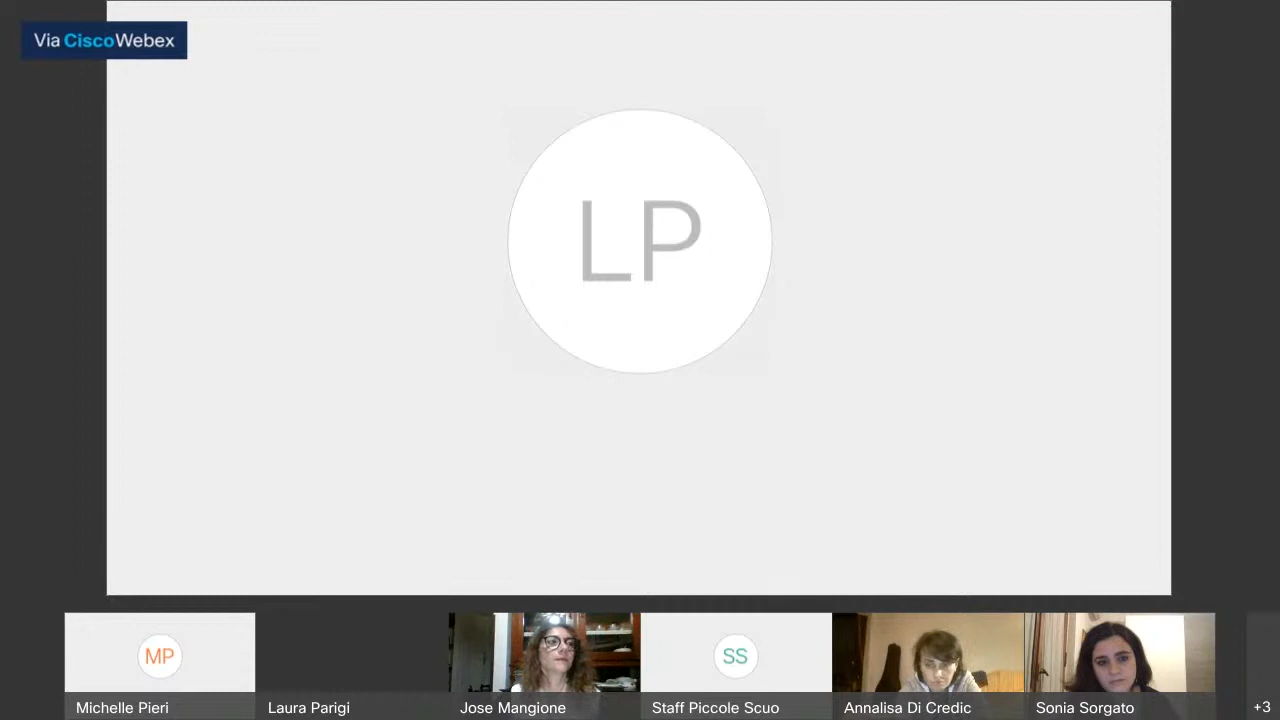 Via CiscoWebex
LP
MP
SS
Michelle Pieri
Laura Parigi
Jose Mangione
Staff Piccole Scuo
Annalisa Di Credic
Sonia Sorgato
+3